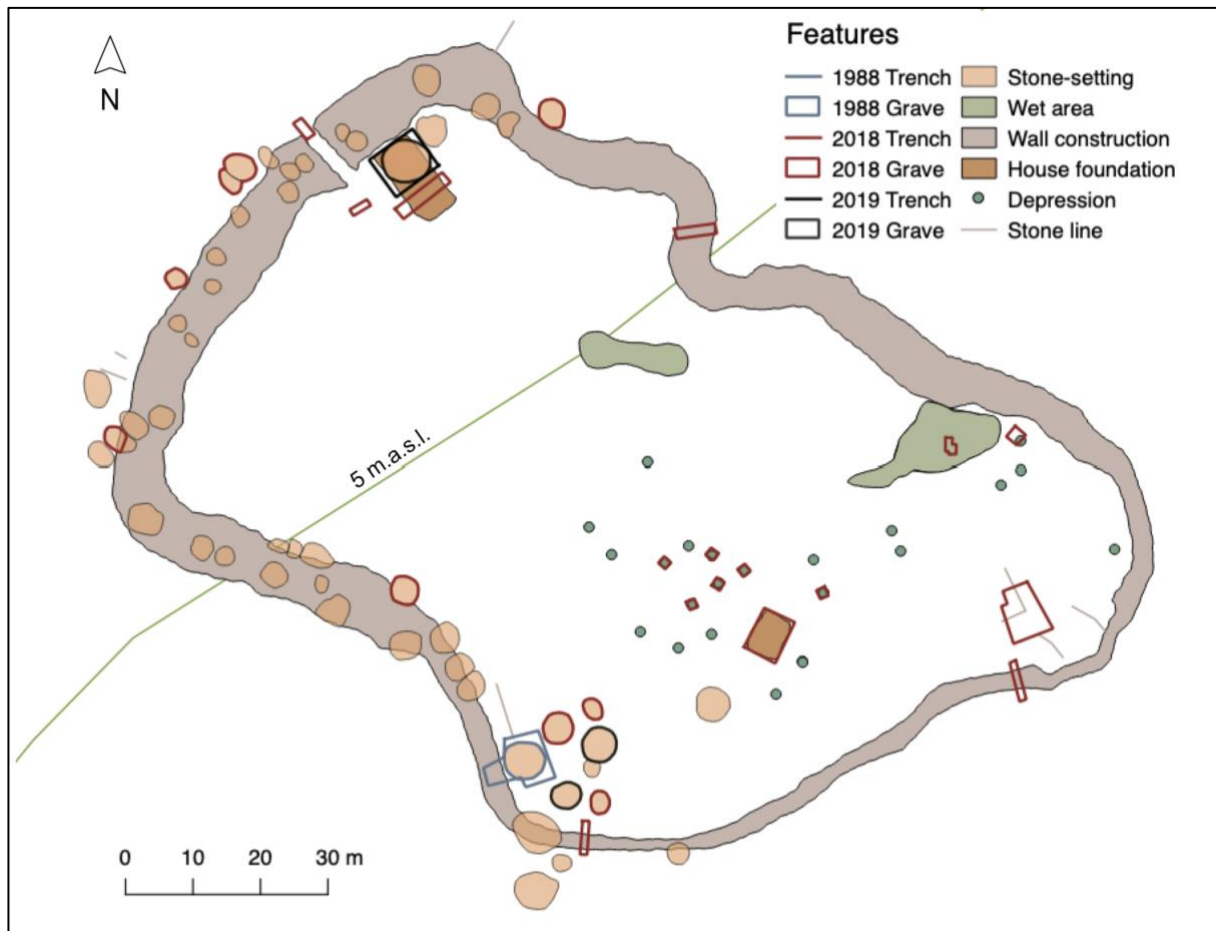 N
Features
1988 Trench
1988 Grave
2018 Trench
2018 Grave
2019 Trench
2019 Grave
Stone-setting
Wet area
Wall construction
House foundation
Depression
Stone line
5 m.a.s.l.
0 10 20 30 m